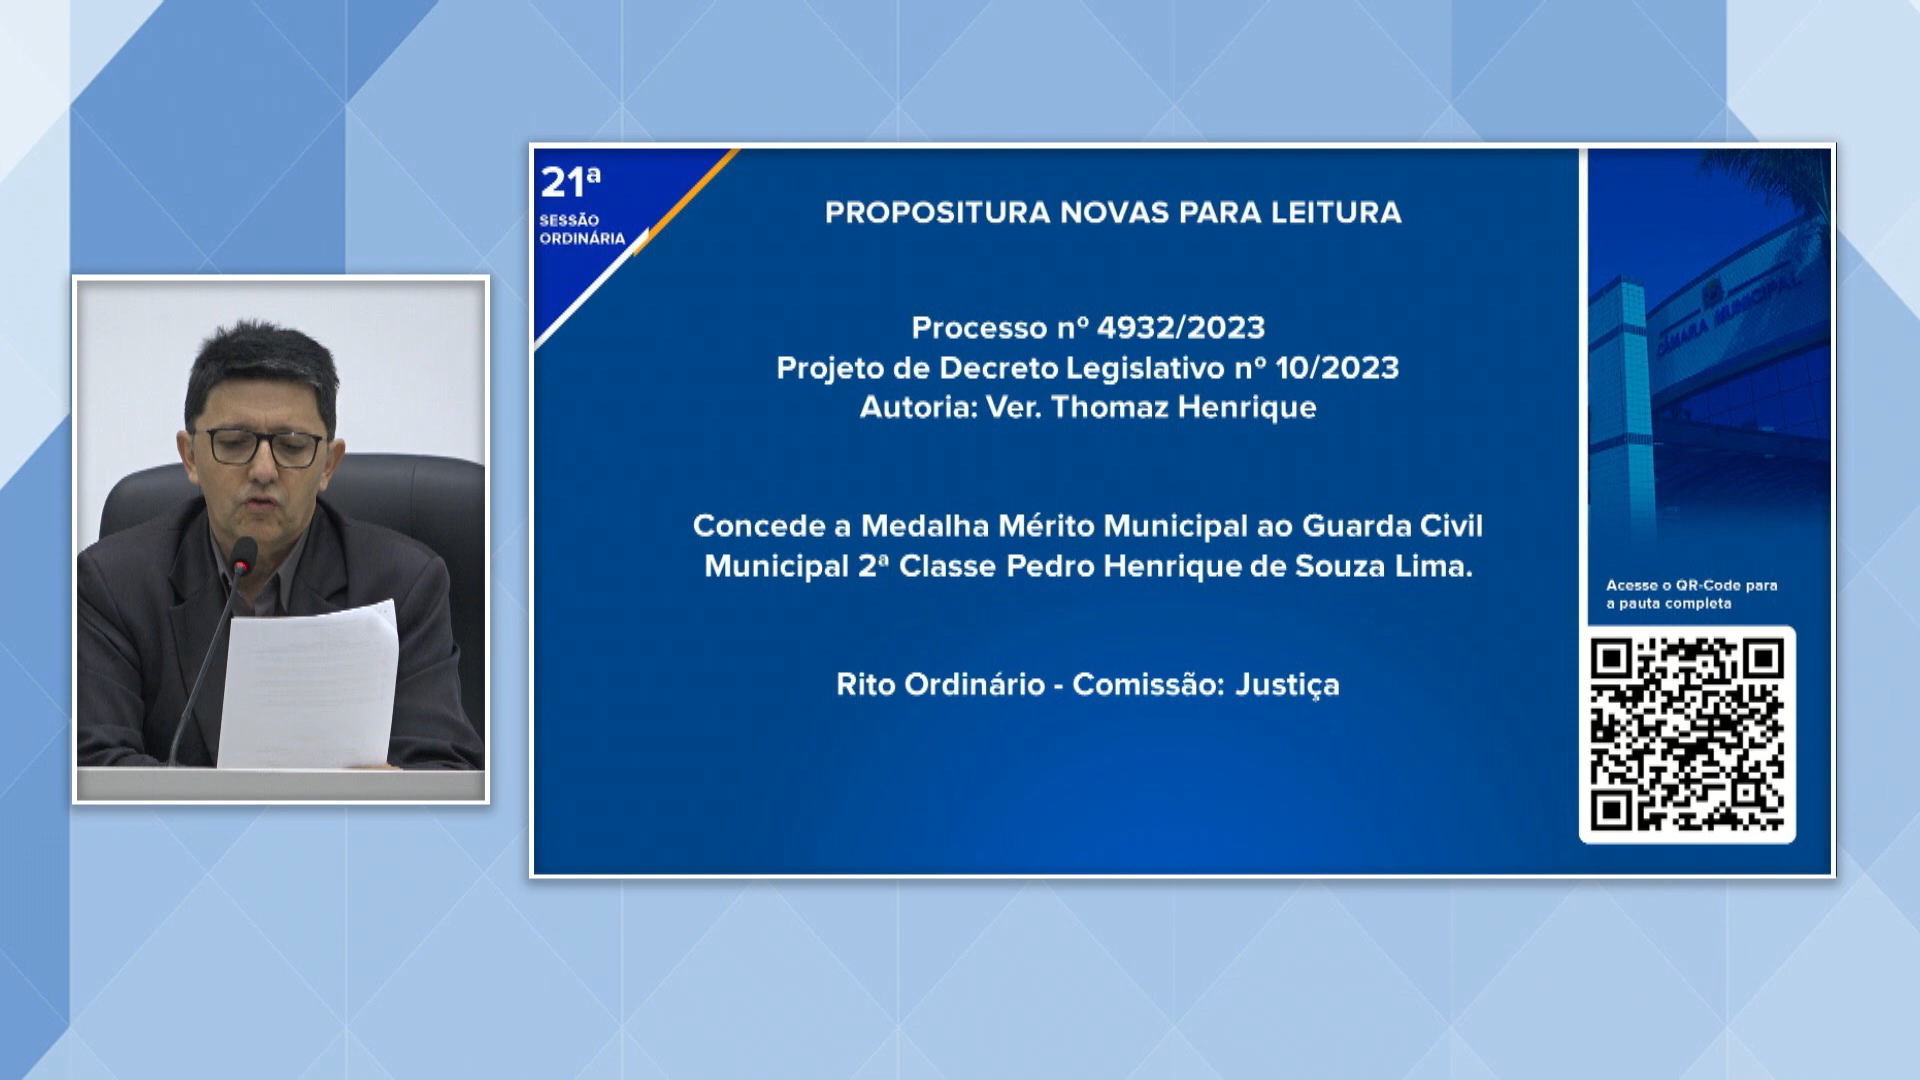 21ª
SESSÃO
ORDINÁRIA
PROPOSITURA NOVAS PARA LEITURA
Processo nº 4932/2023
Projeto de Decreto Legislativo nº 10/2023
Autoria: Ver. Thomaz Henrique
Concede a Medalha Mérito Municipal ao Guarda Civil
Municipal 2ª Classe Pedro Henrique de Souza Lima.
Rito Ordinário - Comissão: Justiça
CÂMARA MUNICIPAL
Acesse o QR-Code para
a pauta completa